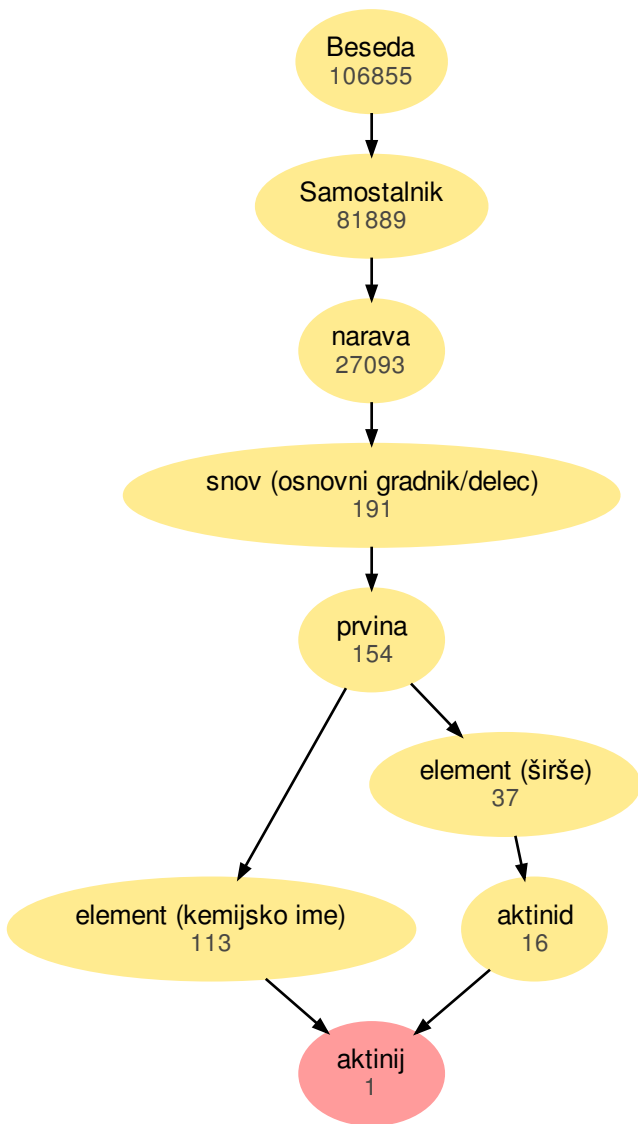 Beseda
106855
Samostalnik
81889
narava
27093
snov (osnovni gradnik/delec)
191
prvina
154
element (širše)
37
element (kemijsko ime)
113
aktinid
16
aktinij
1